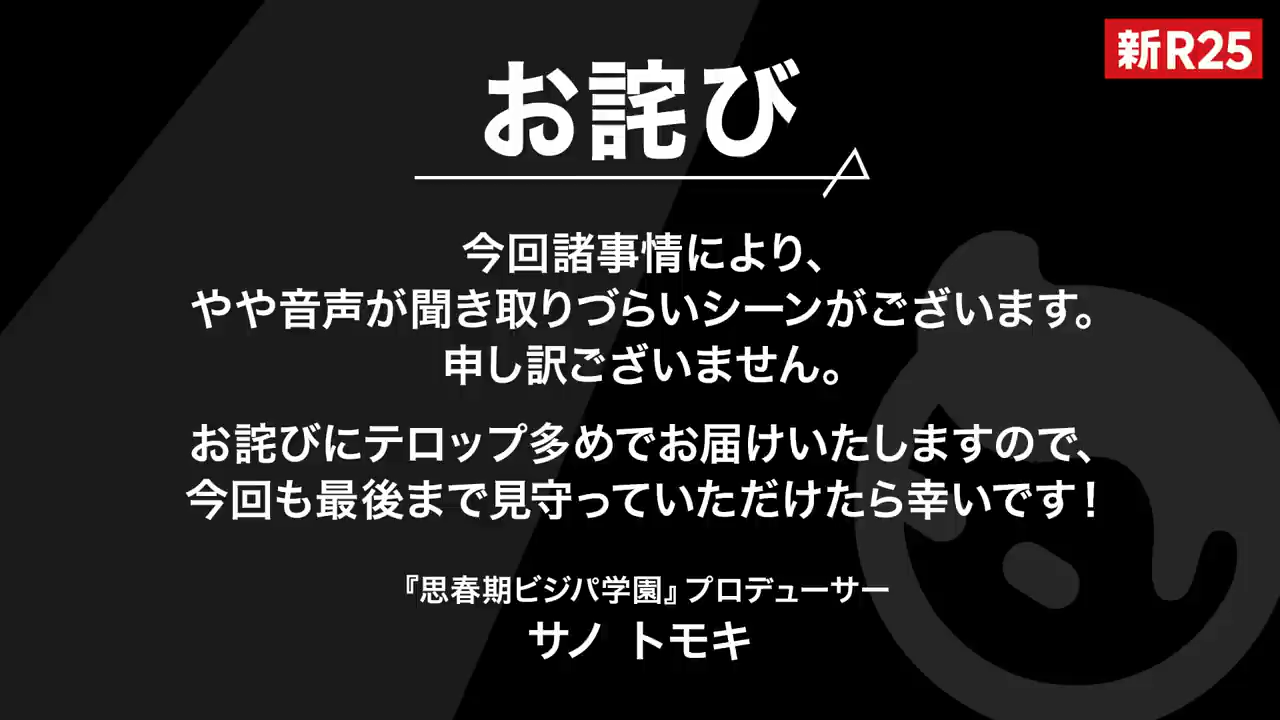 新R25
お詫び
今回諸事情により、
やや音声が聞き取りづらいシーンがございます。
申し訳ございません。
お詫びにテロップ多めでお届けいたしますので、
今回も最後まで見守っていただけたら幸いです！
『思春期ビジパ学園』プロデューサー
サノ トモキ